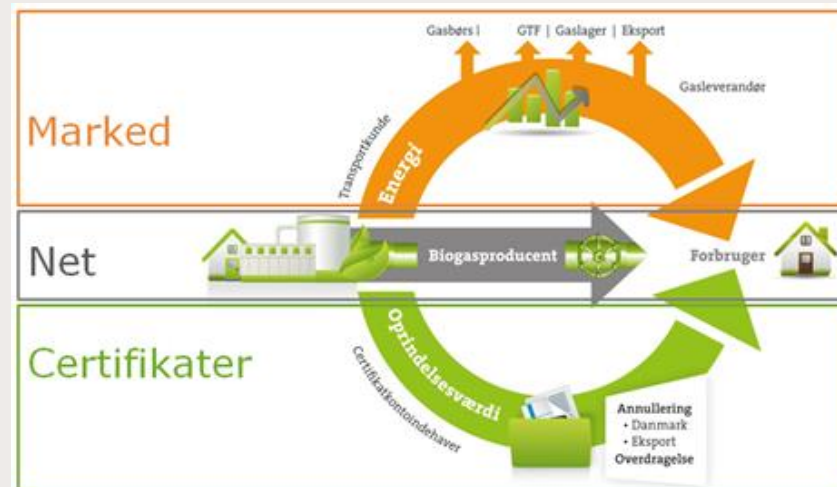 Gasbørs | GTF | Gaslager | Eksport
Gasleverandør
Marked
Transportkunde
Energi
Net
Biogasproducent
Forbruger
Certifikater
Oprindelsesværdi
Certifikatkontoindehaver
Annullering
• Danmark
• Eksport
Overdragelse